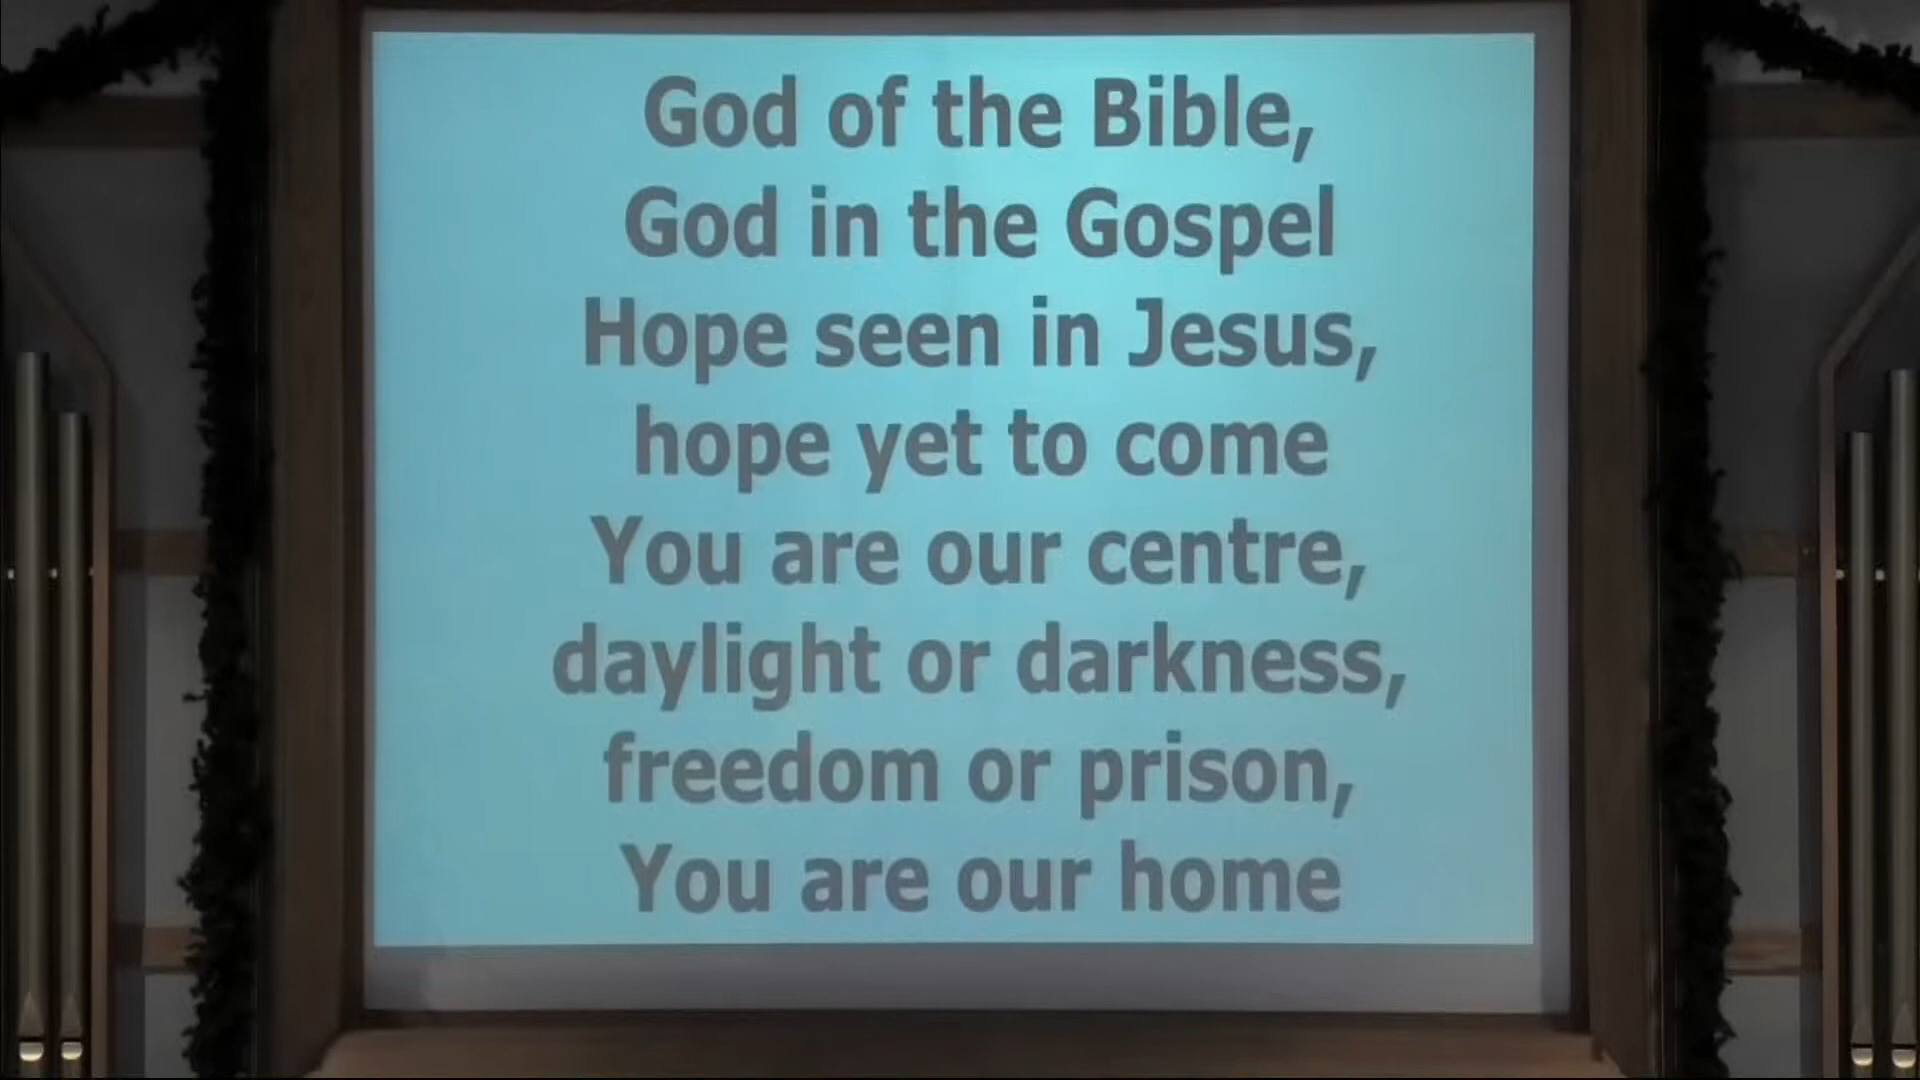 God of the Bible,
God in the Gospel
Hope seen in Jesus,
hope yet to come
You are our centre,
daylight or darkness,
freedom or prison,
You are our home